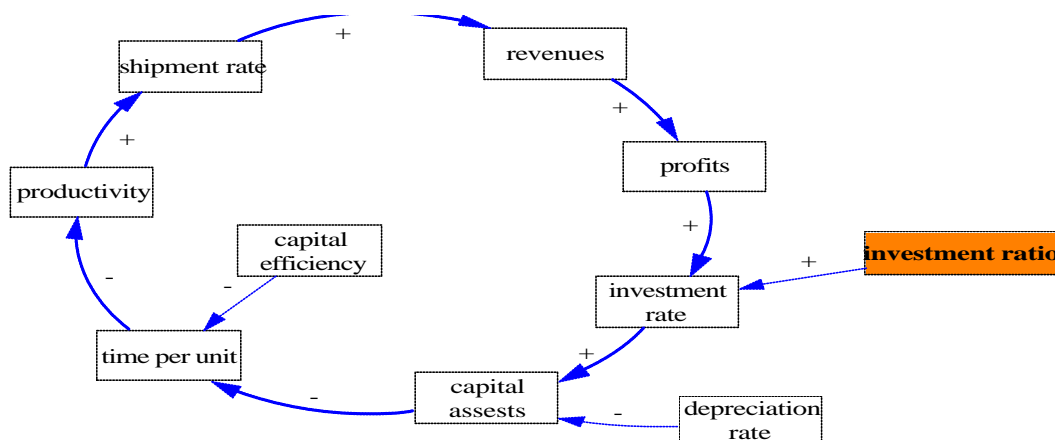 +
revenues
shipment rate
+
profits
+
productivity
capital
efficiency
+
investment ratio
+
-
-
investment
rate
time per unit
+
-
capital
assests
-
depreciation
rate